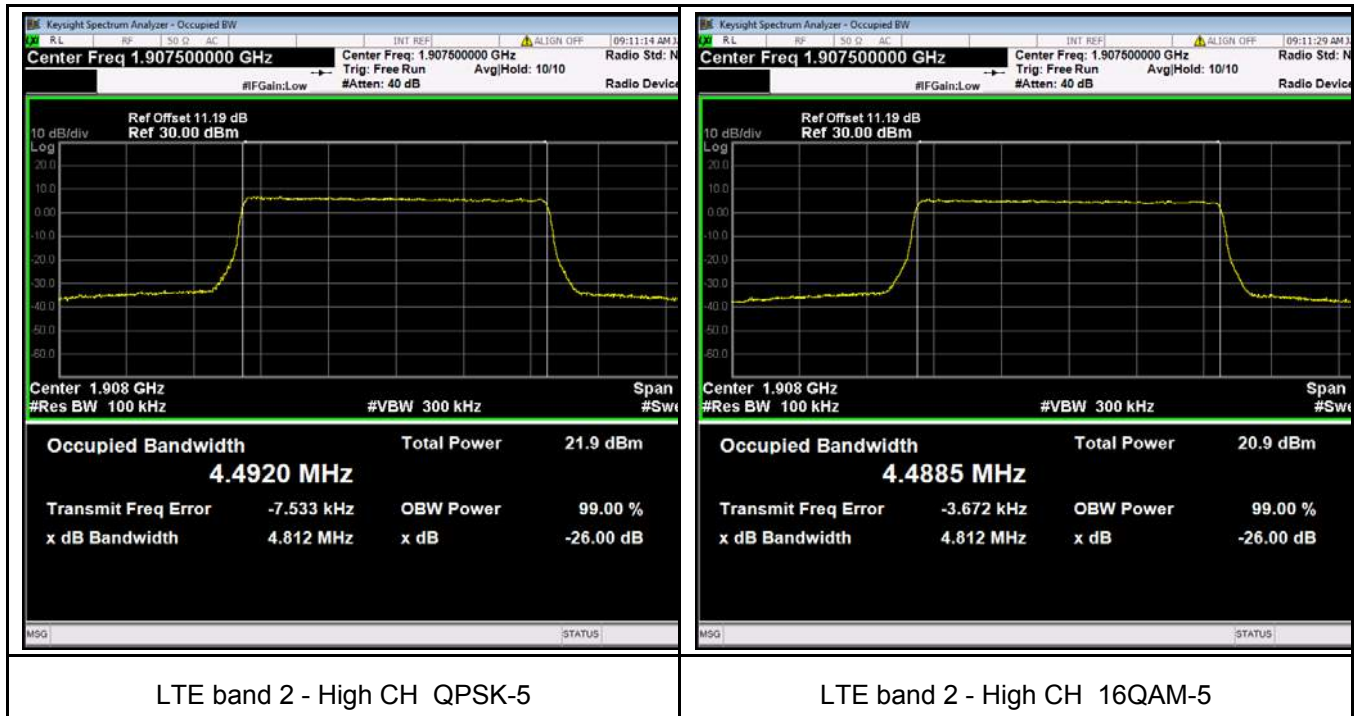 Keysight Spectrum Analyzer - Occupied BW
RL RF 50 Ω AC INT REF ALIGN OFF 09:11:14 AM
Center Freq 1.907500000 GHz
Center Freq: 1.907500000 GHz Radio Std: N
Trig: Free Run Avg|Hold: 10/10
#IFGain:Low #Atten: 40 dB Radio Device
Ref Offset 11.19 dB
10 dB/div Ref 30.00 dBm
Log
20.0
10.0
0.00
-10.0
-20.0
-30.0
-40.0
-50.0
-60.0
Center 1.908 GHz Span
#Res BW 100 kHz #VBW 300 kHz #Swe
Occupied Bandwidth Total Power 21.9 dBm
4.4920 MHz
Transmit Freq Error -7.533 kHz OBW Power 99.00 %
x dB Bandwidth 4.812 MHz x dB -26.00 dB
MSG STATUS
LTE band 2 - High CH QPSK-5
Keysight Spectrum Analyzer - Occupied BW
RL RF 50 Ω AC INT REF ALIGN OFF 09:11:29 AM
Center Freq 1.907500000 GHz
Center Freq: 1.907500000 GHz Radio Std: N
Trig: Free Run Avg|Hold: 10/10
#IFGain:Low #Atten: 40 dB Radio Device
Ref Offset 11.19 dB
10 dB/div Ref 30.00 dBm
Log
20.0
10.0
0.00
-10.0
-20.0
-30.0
-40.0
-50.0
-60.0
Center 1.908 GHz Span
#Res BW 100 kHz #VBW 300 kHz #Swe
Occupied Bandwidth Total Power 20.9 dBm
4.4885 MHz
Transmit Freq Error -3.672 kHz OBW Power 99.00 %
x dB Bandwidth 4.812 MHz x dB -26.00 dB
MSG STATUS
LTE band 2 - High CH 16QAM-5